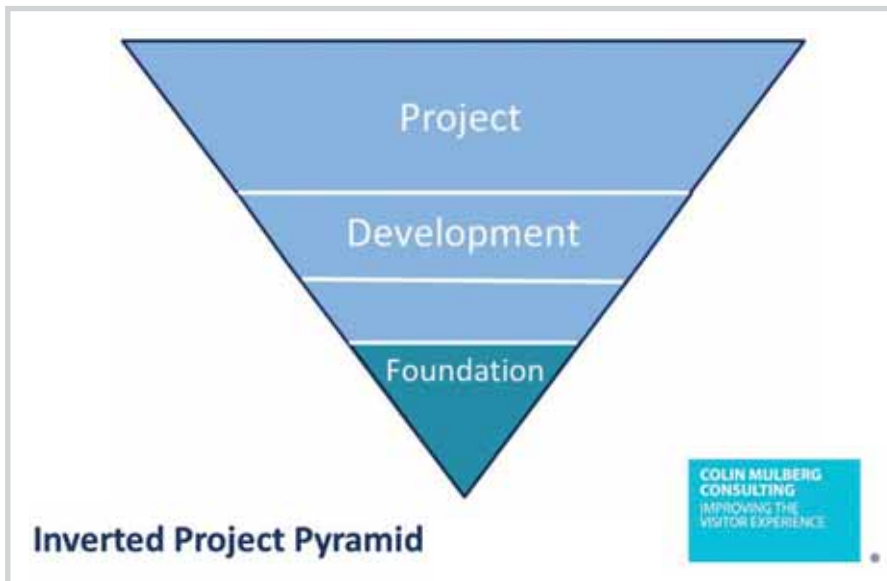 Project
Development
Foundation
COLIN MULBERG
CONSULTING
IMPROVING THE
VISITOR EXPERIENCE
Inverted Project Pyramid